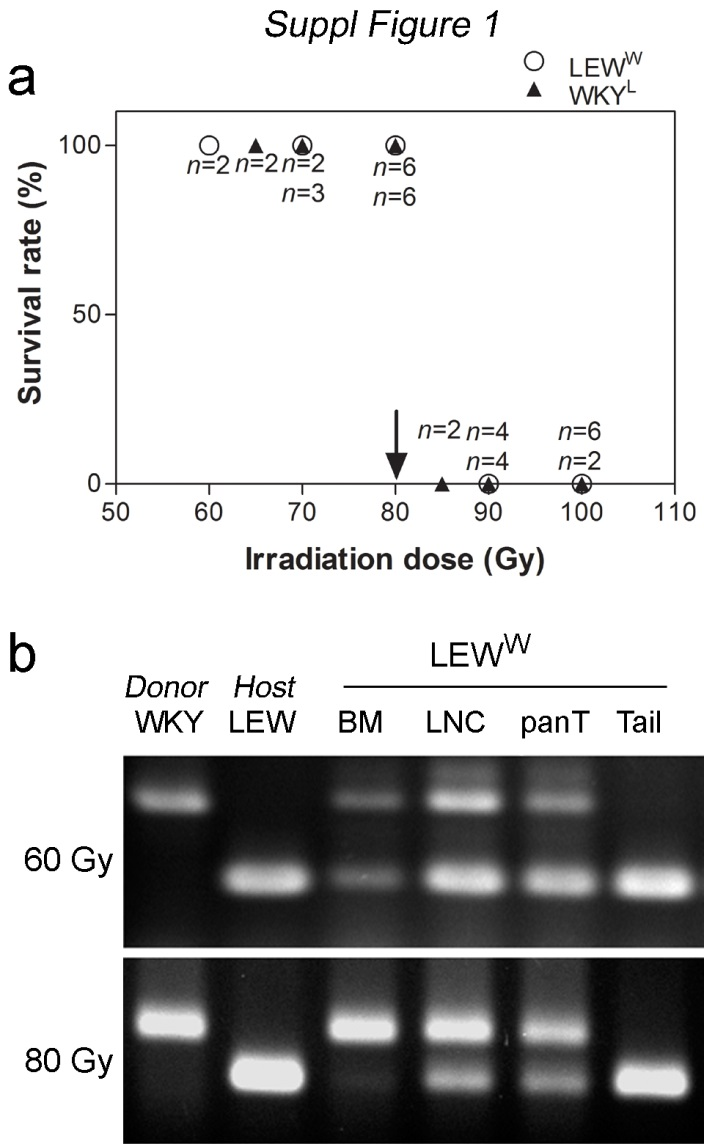 Suppl Figure 1
a
LEW^W
WKY^L
Survival rate (%)
100
50
0
n=2 n=2 n=2 n=6
n=3 n=6
n=2 n=4 n=6
n=4 n=2
50 60 70 80 90 100 110
Irradiation dose (Gy)
b
LEW^W
Donor Host
WKY LEW BM LNC panT Tail
60 Gy
80 Gy